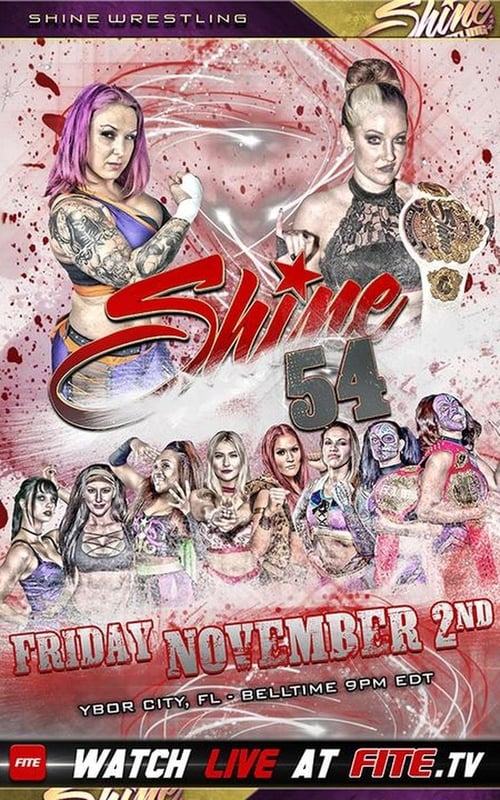 SHINE WRESTLING
Shine
Shine
54
FRIDAY NOVEMBER 2ND
YBOR CITY, FL - BELLTIME 9PM EDT
FITE WATCH LIVE AT FITE.TV
Shine